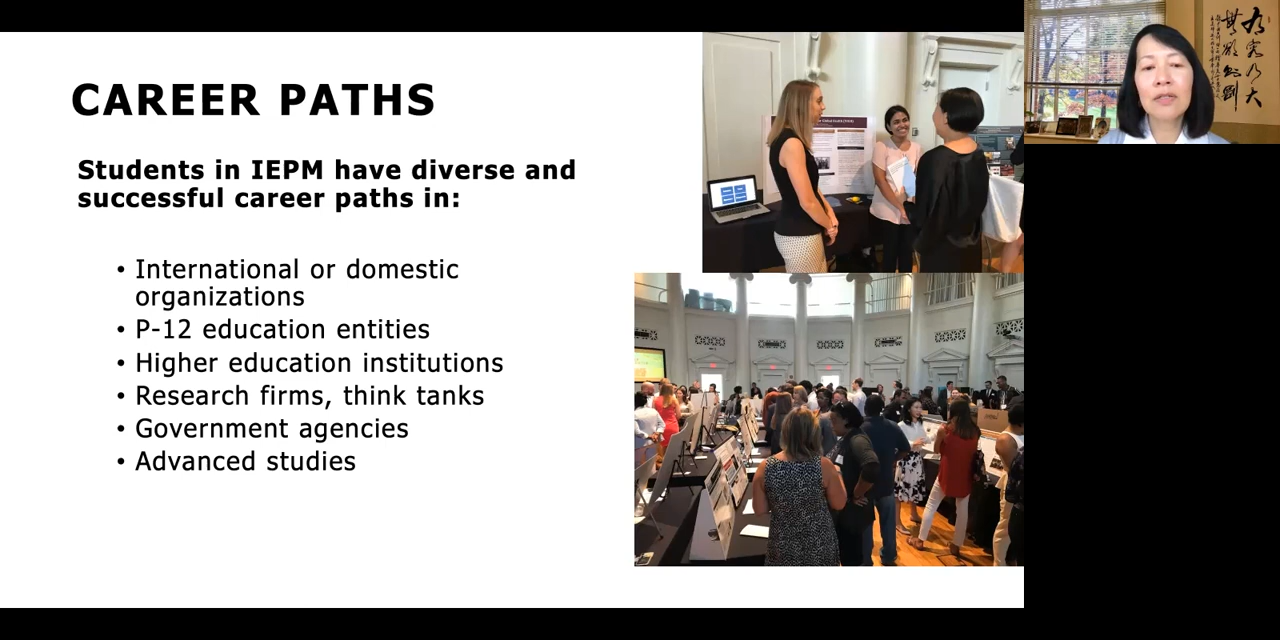 CAREER PATHS
Students in IEPM have diverse and
successful career paths in:
• International or domestic
organizations
• P-12 education entities
• Higher education institutions
• Research firms, think tanks
• Government agencies
• Advanced studies